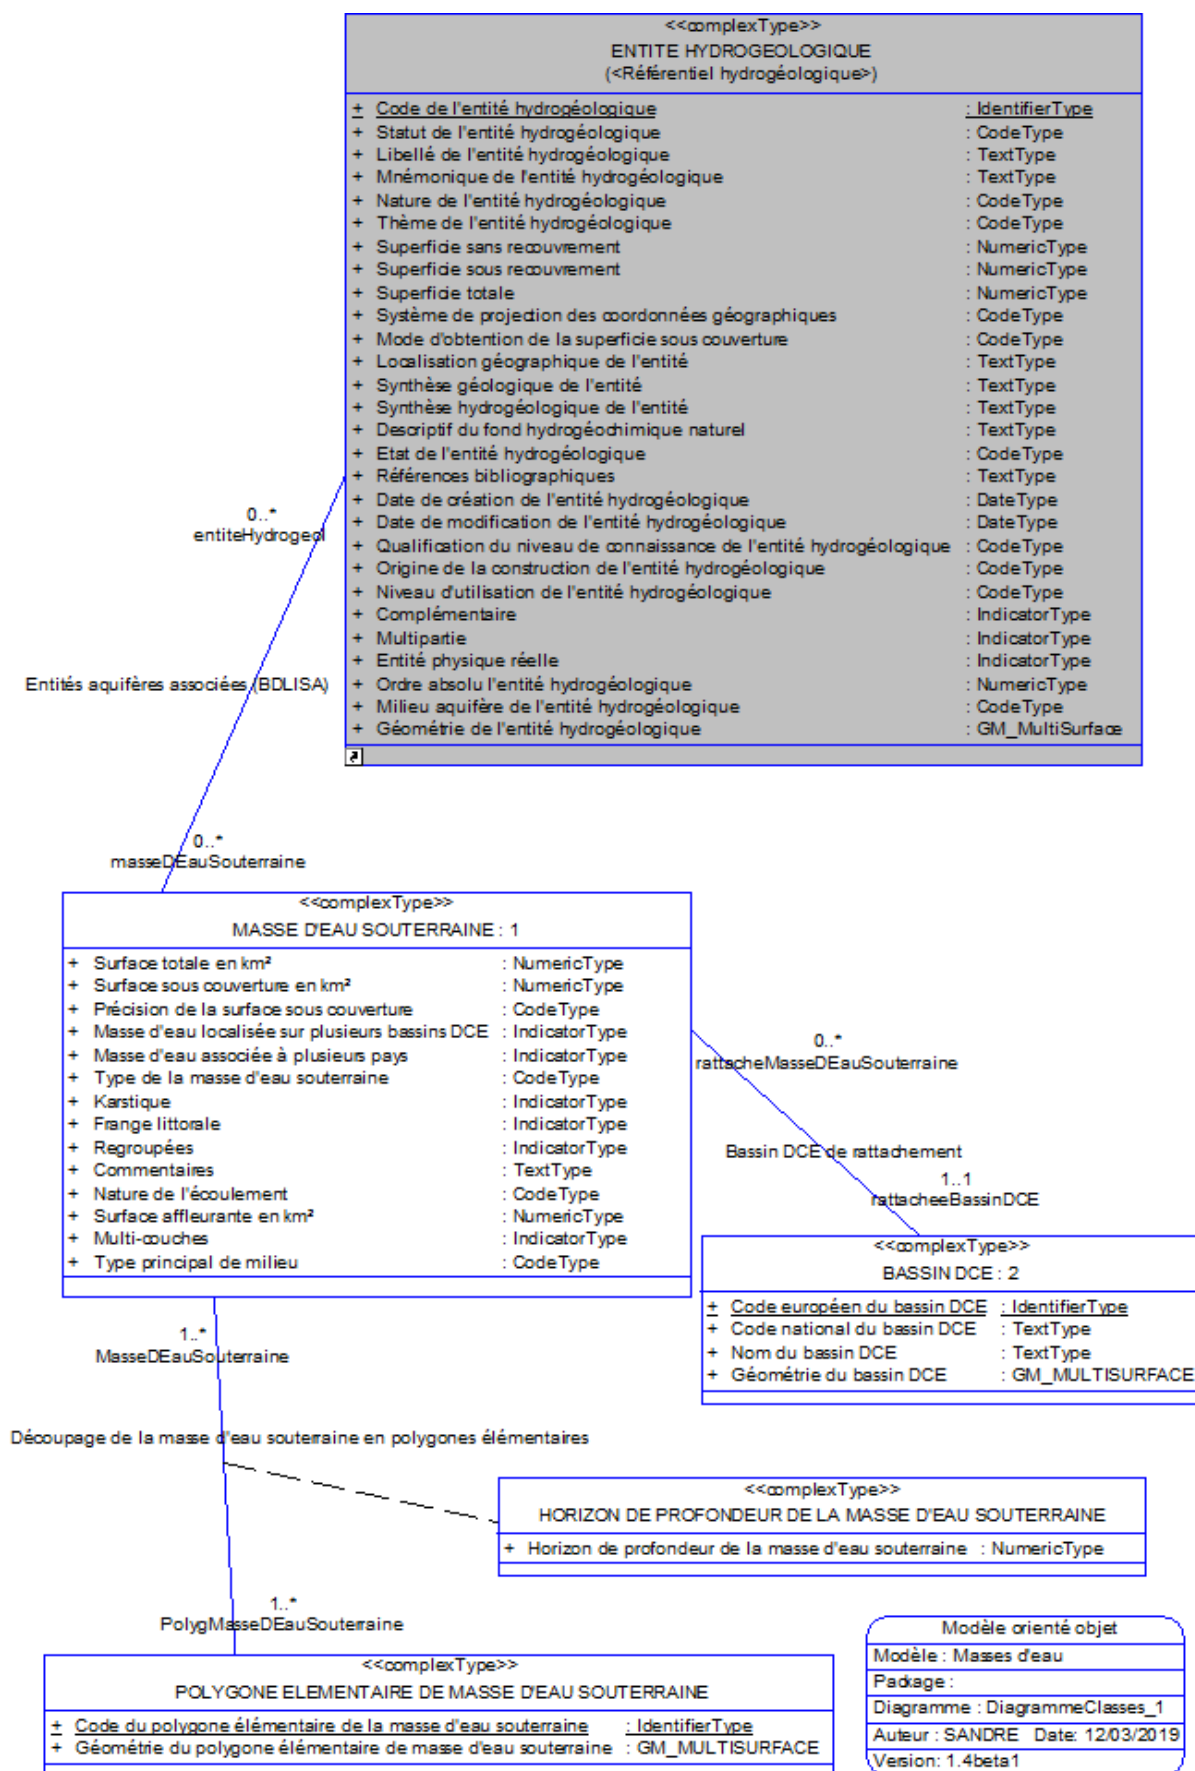 <<complexType>>
ENTITE HYDROGEOLOGIQUE
(<Référentiel hydrogéologique>)
+ Code de l'entité hydrogéologique : IdentifierType
+ Statut de l'entité hydrogéologique : CodeType
+ Libellé de l'entité hydrogéologique : TextType
+ Mnémonique de l'entité hydrogéologique : TextType
+ Nature de l'entité hydrogéologique : CodeType
+ Thème de l'entité hydrogéologique : CodeType
+ Superficie sans recouvrement : NumericType
+ Superficie sous recouvrement : NumericType
+ Superficie totale : NumericType
+ Système de projection des coordonnées géographiques : CodeType
+ Mode d'obtention de la superficie sous couverture : CodeType
+ Localisation géographique de l'entité : TextType
+ Synthèse géologique de l'entité : TextType
+ Synthèse hydrogéologique de l'entité : TextType
+ Descriptif du fond hydrogéochimique naturel : TextType
+ Etat de l'entité hydrogéologique : CodeType
+ Références bibliographiques : TextType
+ Date de création de l'entité hydrogéologique : DateType
+ Date de modification de l'entité hydrogéologique : DateType
+ Qualification du niveau de connaissance de l'entité hydrogéologique : CodeType
+ Origine de la construction de l'entité hydrogéologique : CodeType
+ Niveau d'utilisation de l'entité hydrogéologique : CodeType
+ Complémentaire : IndicatorType
+ Multipartie : IndicatorType
+ Entité physique réelle : IndicatorType
+ Ordre absolu l'entité hydrogéologique : NumericType
+ Milieu aquifère de l'entité hydrogéologique : CodeType
+ Géométrie de l'entité hydrogéologique : GM_MultiSurface
0..*
entiteHydrogeol
Entités aquifères associées (BDLISA)
0..*
masseDEauSouterraine
<<complexType>>
MASSE D'EAU SOUTERRAINE : 1
+ Surface totale en km² : NumericType
+ Surface sous couverture en km² : NumericType
+ Précision de la surface sous couverture : CodeType
+ Masse d'eau localisée sur plusieurs bassins DCE : IndicatorType
+ Masse d'eau associée à plusieurs pays : IndicatorType
+ Type de la masse d'eau souterraine : CodeType
+ Karstique : IndicatorType
+ Frange littorale : IndicatorType
+ Regroupées : IndicatorType
+ Commentaires : TextType
+ Nature de l'écoulement : CodeType
+ Surface affleurante en km² : NumericType
+ Multi-couches : IndicatorType
+ Type principal de milieu : CodeType
0..*
rattacheMasseDEauSouterraine
Bassin DCE de rattachement
1..1
rattacheeBassinDCE
<<complexType>>
BASSIN DCE : 2
+ Code européen du bassin DCE : IdentifierType
+ Code national du bassin DCE : TextType
+ Nom du bassin DCE : TextType
+ Géométrie du bassin DCE : GM_MULTISURFACE
1..*
MasseDEauSouterraine
Découpage de la masse d'eau souterraine en polygones élémentaires
<<complexType>>
HORIZON DE PROFONDEUR DE LA MASSE D'EAU SOUTERRAINE
+ Horizon de profondeur de la masse d'eau souterraine : NumericType
1..*
PolygMasseDEauSouterraine
<<complexType>>
POLYGONE ELEMENTAIRE DE MASSE D'EAU SOUTERRAINE
+ Code du polygone élémentaire de la masse d'eau souterraine : IdentifierType
+ Géométrie du polygone élémentaire de masse d'eau souterraine : GM_MULTISURFACE
Modèle orienté objet
Modèle : Masses d'eau
Package :
Diagramme : DiagrammeClasses_1
Auteur : SANDRE Date: 12/03/2019
Version: 1.4beta1